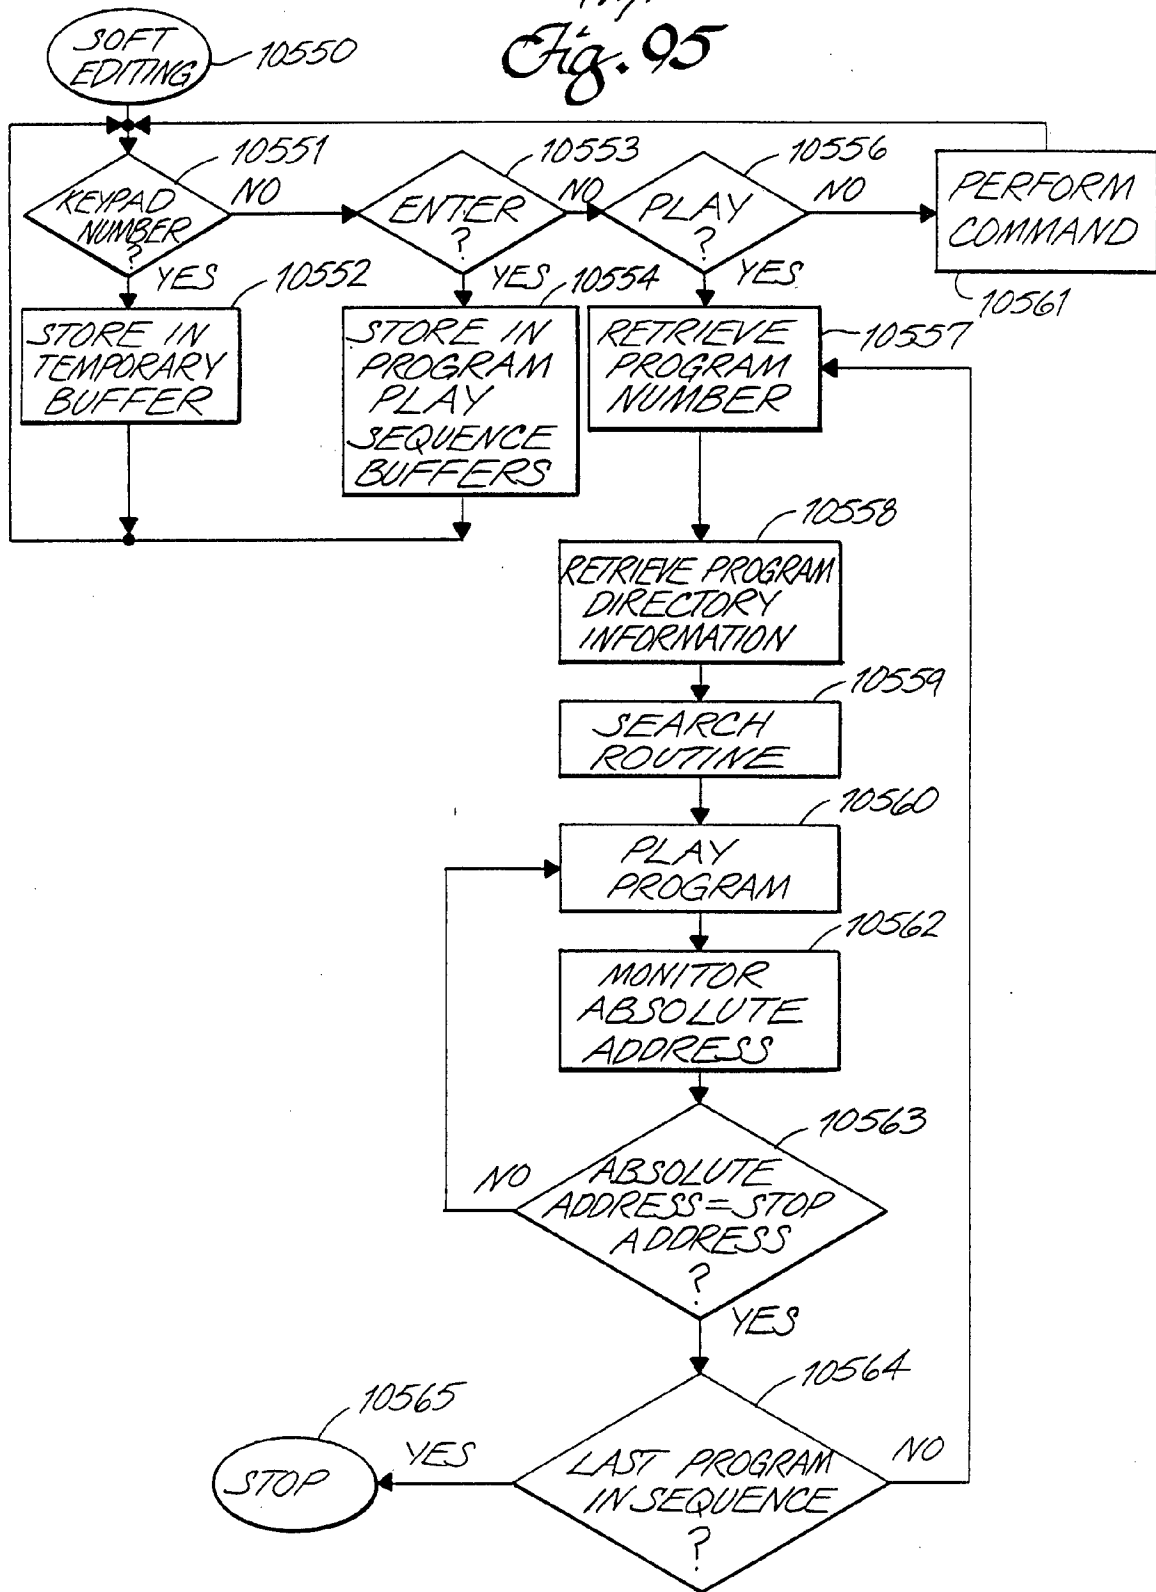 Fig. 95
SOFT
EDITING
10550
10551
KEYPAD
NUMBER
?
NO
YES
10553
ENTER
?
NO
YES
10556
PLAY
?
NO
YES
PERFORM
COMMAND
10561
10552
STORE IN
TEMPORARY
BUFFER
10554
STORE IN
PROGRAM
PLAY
SEQUENCE
BUFFERS
10557
RETRIEVE
PROGRAM
NUMBER
10558
RETRIEVE PROGRAM
DIRECTORY
INFORMATION
10559
SEARCH
ROUTINE
10560
PLAY
PROGRAM
10562
MONITOR
ABSOLUTE
ADDRESS
10563
ABSOLUTE
ADDRESS=STOP
ADDRESS
?
NO
YES
10564
LAST PROGRAM
IN SEQUENCE
?
NO
YES
10565
STOP